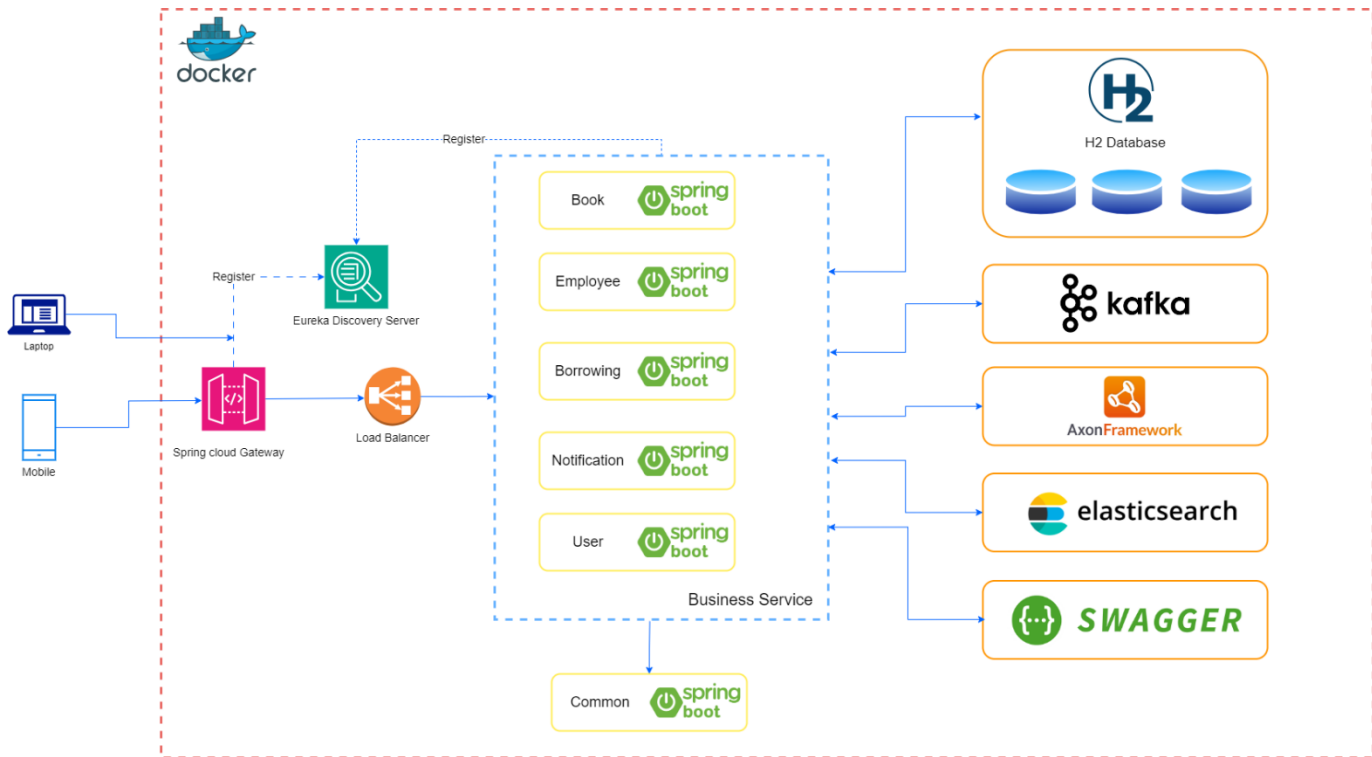 docker
H2
H2 Database
Register
Book
spring
boot
Register
Employee
spring
boot
Eureka Discovery Server
kafka
Laptop
Borrowing
spring
boot
Spring cloud Gateway
Load Balancer
AxonFramework
Mobile
Notification
spring
boot
elasticsearch
User
spring
boot
Business Service
SWAGGER
Common
spring
boot